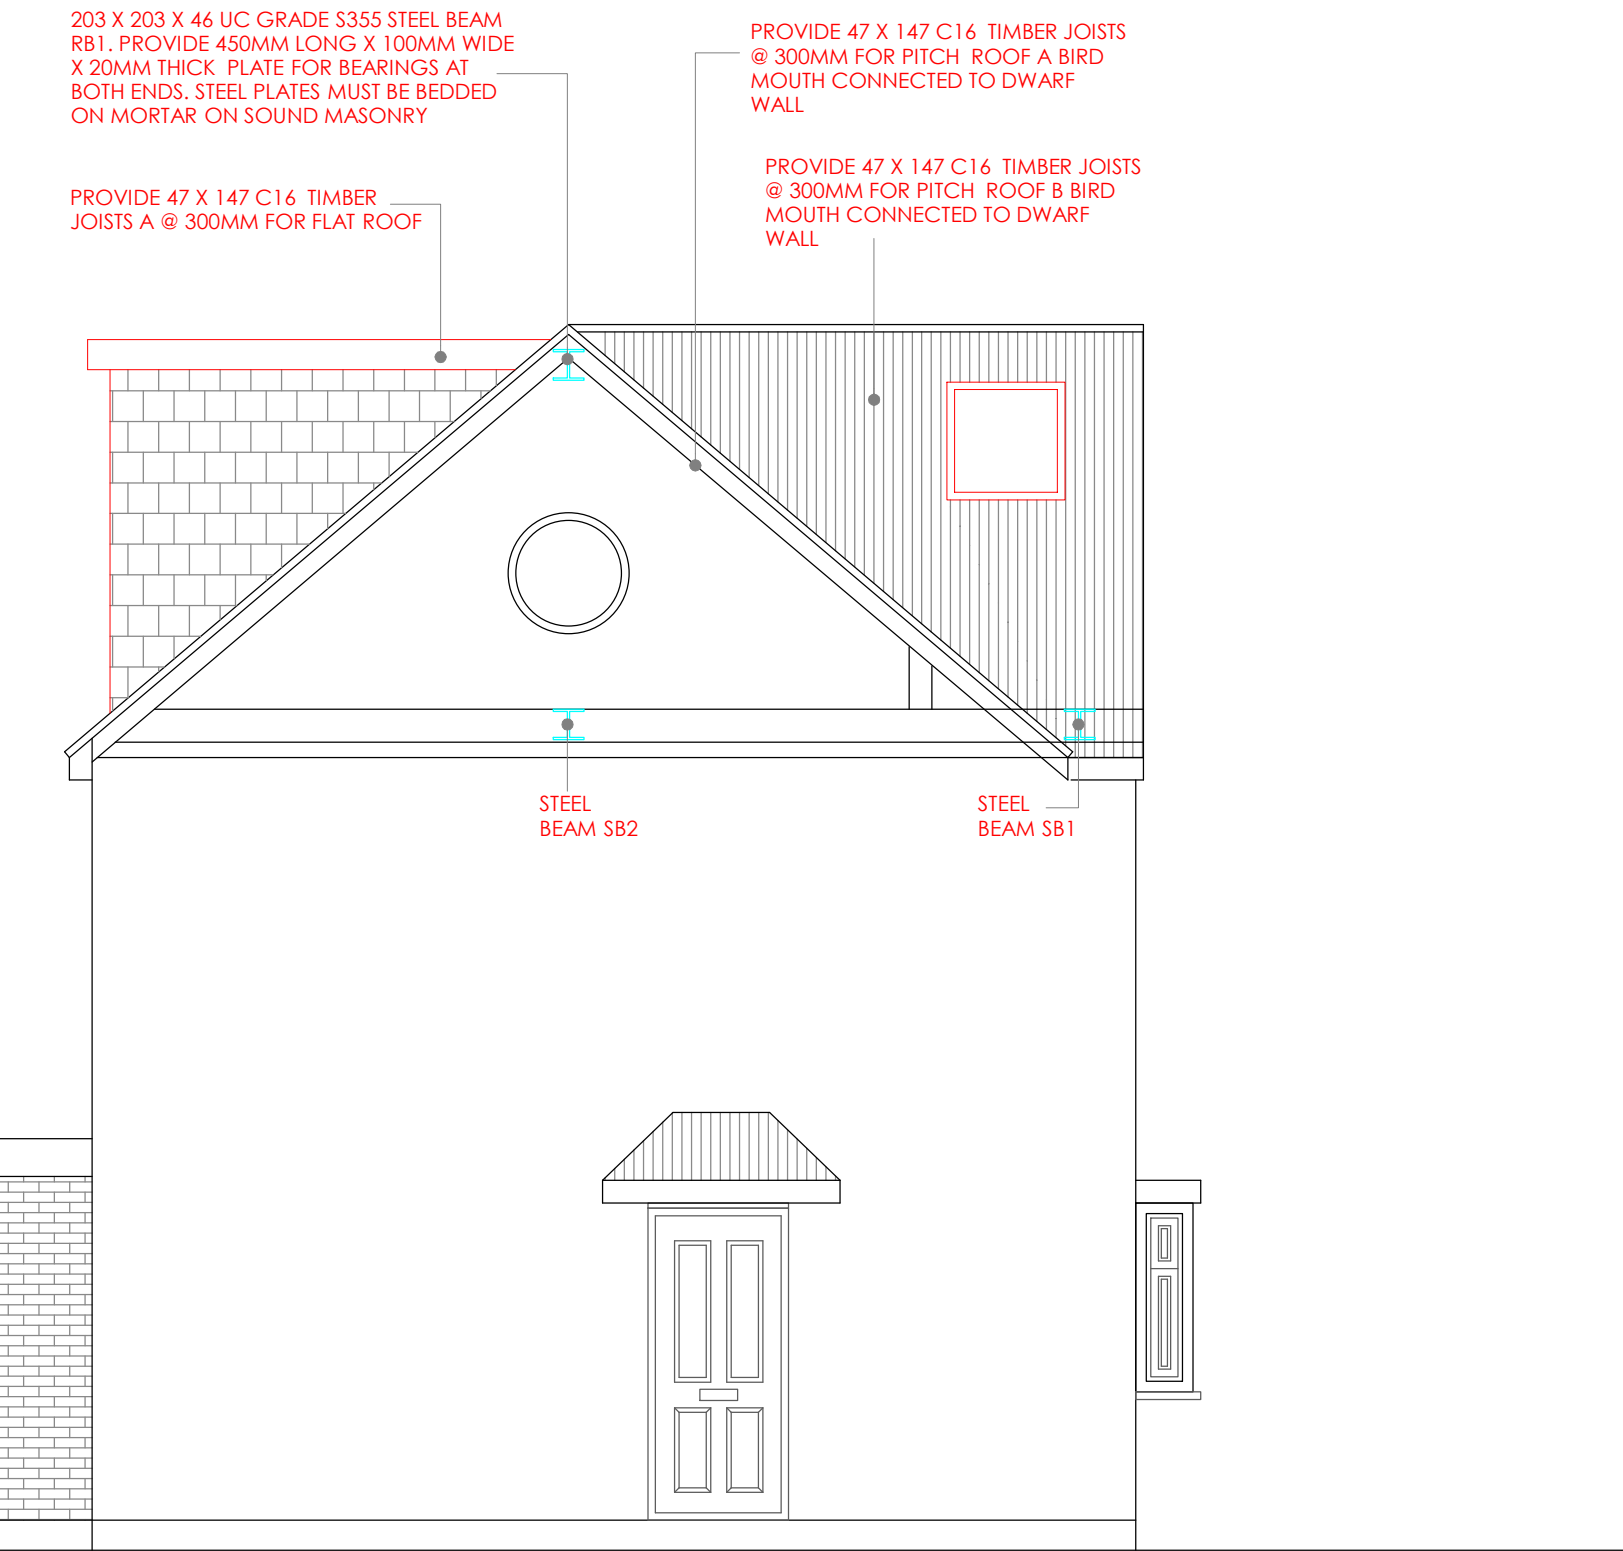 203 X 203 X 46 UC GRADE S355 STEEL BEAM
RB1. PROVIDE 450MM LONG X 100MM WIDE
X 20MM THICK PLATE FOR BEARINGS AT
BOTH ENDS. STEEL PLATES MUST BE BEDDED
ON MORTAR ON SOUND MASONRY
PROVIDE 47 X 147 C16 TIMBER
JOISTS A @ 300MM FOR FLAT ROOF
PROVIDE 47 X 147 C16 TIMBER JOISTS
@ 300MM FOR PITCH ROOF A BIRD
MOUTH CONNECTED TO DWARF
WALL
PROVIDE 47 X 147 C16 TIMBER JOISTS
@ 300MM FOR PITCH ROOF B BIRD
MOUTH CONNECTED TO DWARF
WALL
STEEL
BEAM SB2
STEEL
BEAM SB1